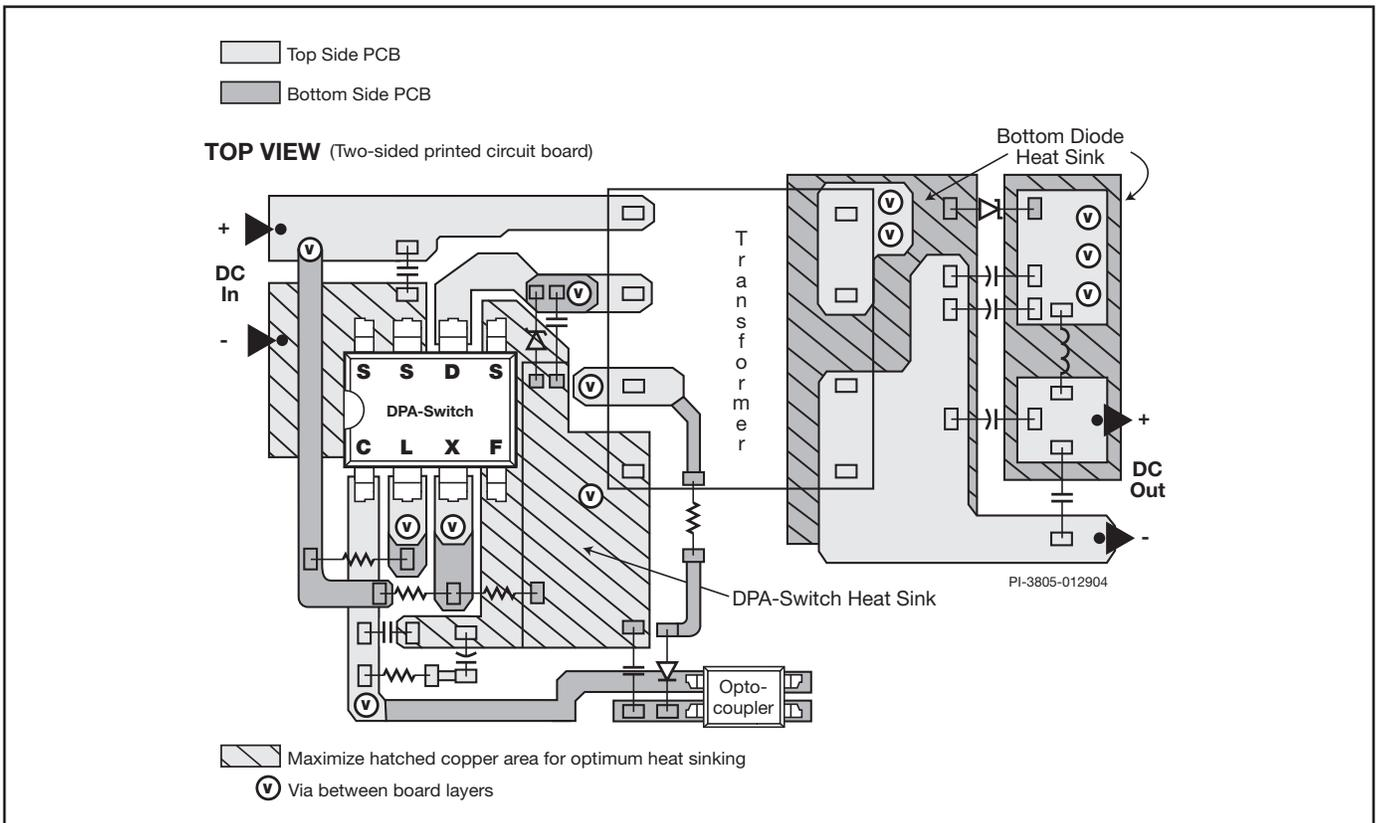 Top Side PCB
Bottom Side PCB
TOP VIEW (Two-sided printed circuit board)
Bottom Diode
Heat Sink
+
DC
In
-
S S D S
DPA-Switch
C L X F
Transformer
+
DC
Out
-
V
V
V
V
V
V
V
V
V
V
V
V
PI-3805-012904
DPA-Switch Heat Sink
Opto-
coupler
Maximize hatched copper area for optimum heat sinking
V Via between board layers